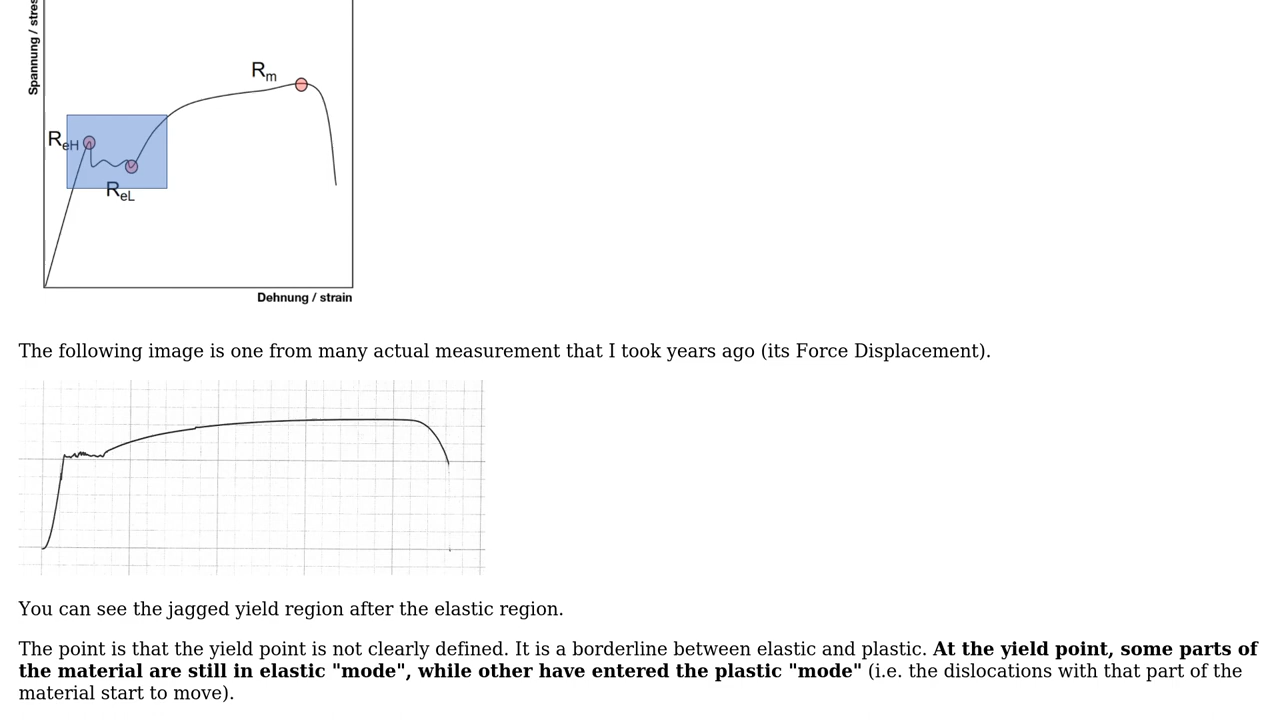 Spannung / stres
Rm
ReH
ReL
Dehnung / strain
The following image is one from many actual measurement that I took years ago (its Force Displacement).
You can see the jagged yield region after the elastic region.
The point is that the yield point is not clearly defined. It is a borderline between elastic and plastic. At the yield point, some parts of
the material are still in elastic "mode", while other have entered the plastic "mode" (i.e. the dislocations with that part of the
material start to move).